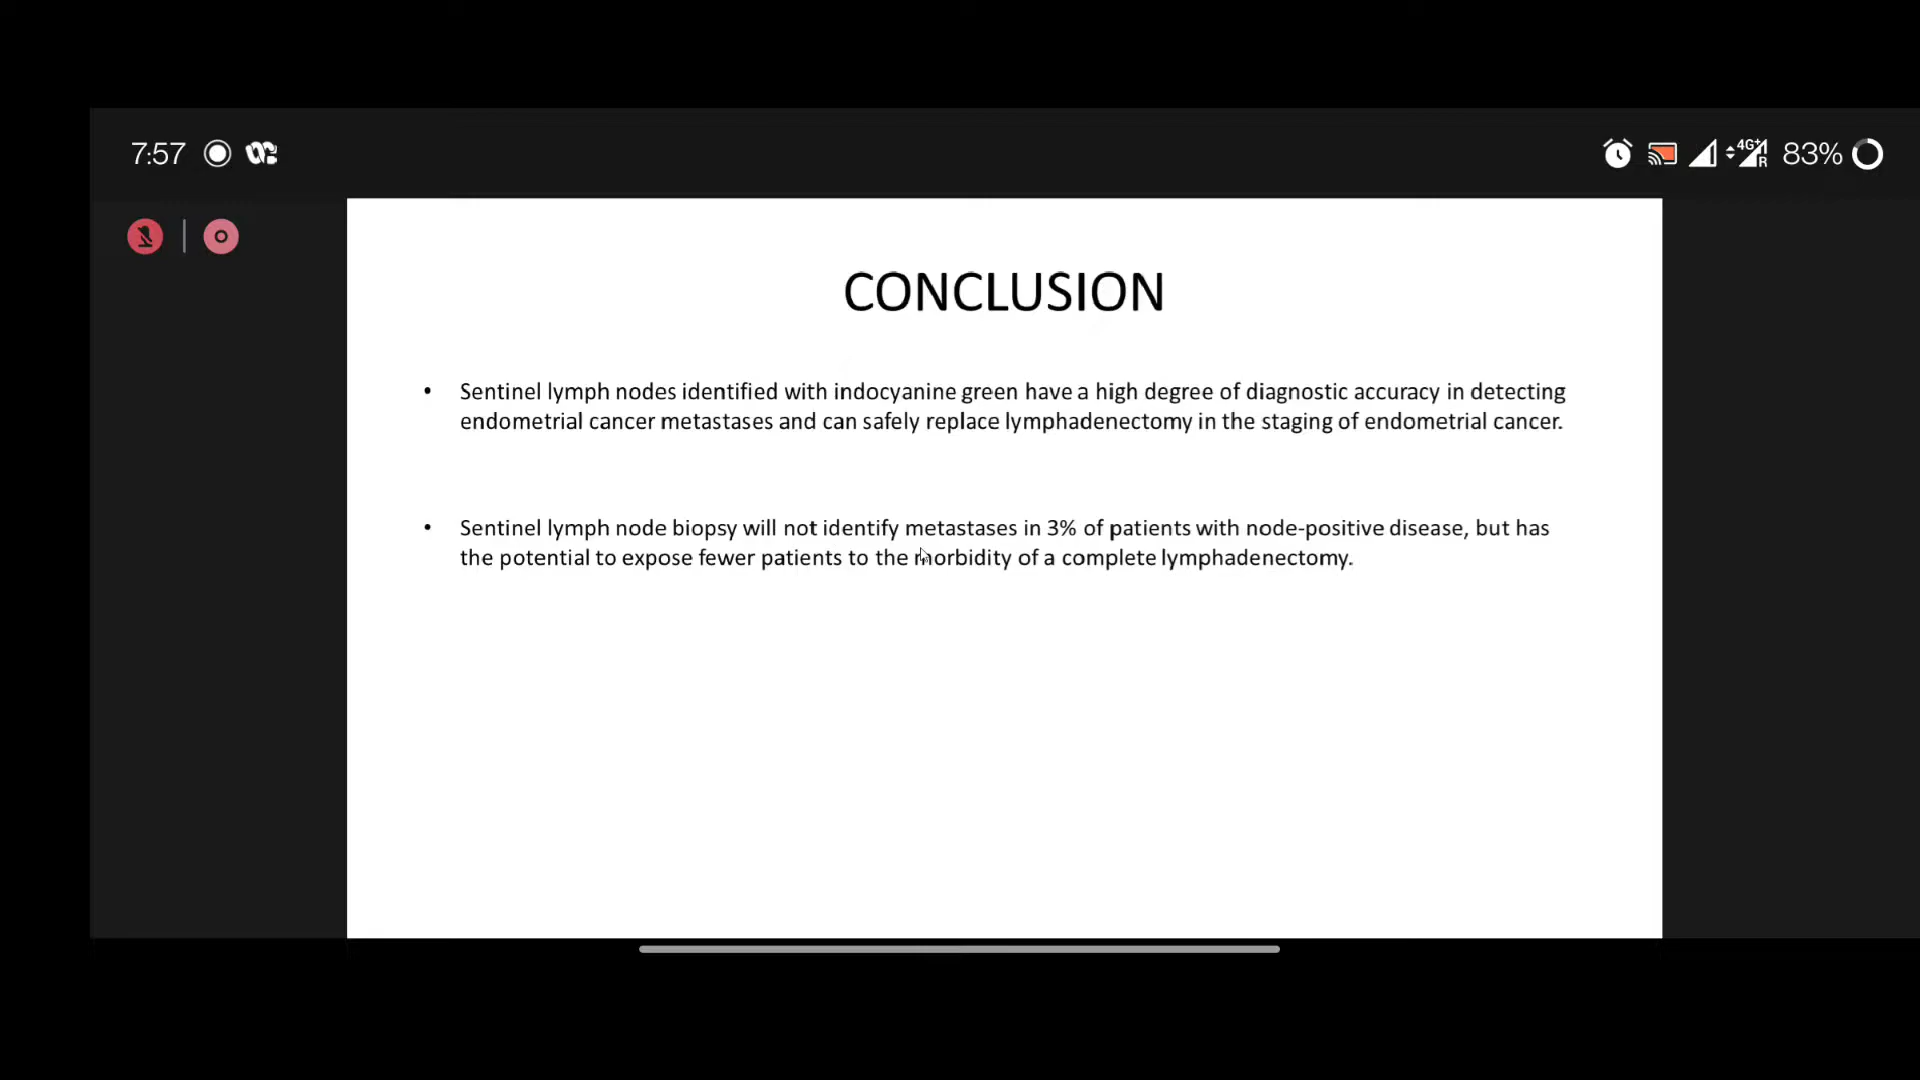 7:57
4G+
R
83%
CONCLUSION
• Sentinel lymph nodes identified with indocyanine green have a high degree of diagnostic accuracy in detecting
endometrial cancer metastases and can safely replace lymphadenectomy in the staging of endometrial cancer.
• Sentinel lymph node biopsy will not identify metastases in 3% of patients with node-positive disease, but has
the potential to expose fewer patients to the morbidity of a complete lymphadenectomy.